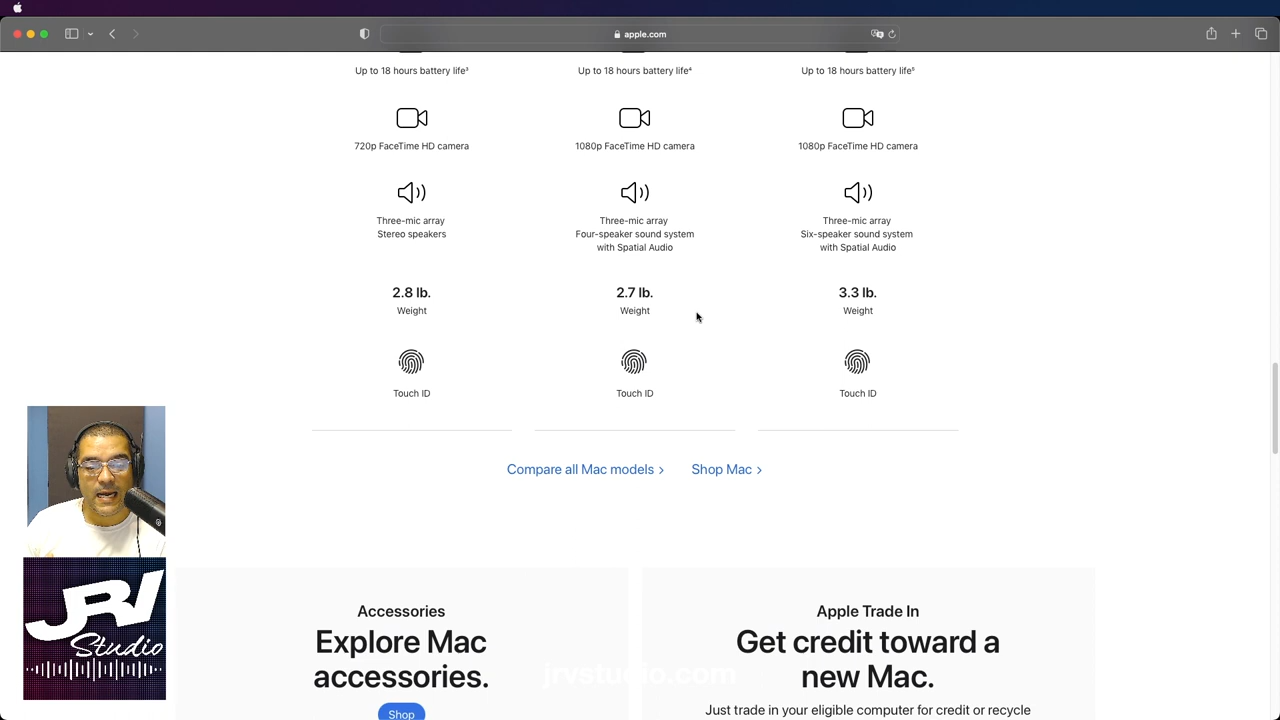 apple.com
Up to 18 hours battery life³
Up to 18 hours battery life⁴
Up to 18 hours battery life⁵
720p FaceTime HD camera
1080p FaceTime HD camera
1080p FaceTime HD camera
Three-mic array
Stereo speakers
Three-mic array
Four-speaker sound system
with Spatial Audio
Three-mic array
Six-speaker sound system
with Spatial Audio
2.8 lb.
Weight
2.7 lb.
Weight
3.3 lb.
Weight
Touch ID
Touch ID
Touch ID
Compare all Mac models >
Shop Mac >
JRV
Studio
Accessories
Explore Mac
accessories.
Shop
Apple Trade In
Get credit toward a
new Mac.
Just trade in your eligible computer for credit or recycle
jrvstudio.com